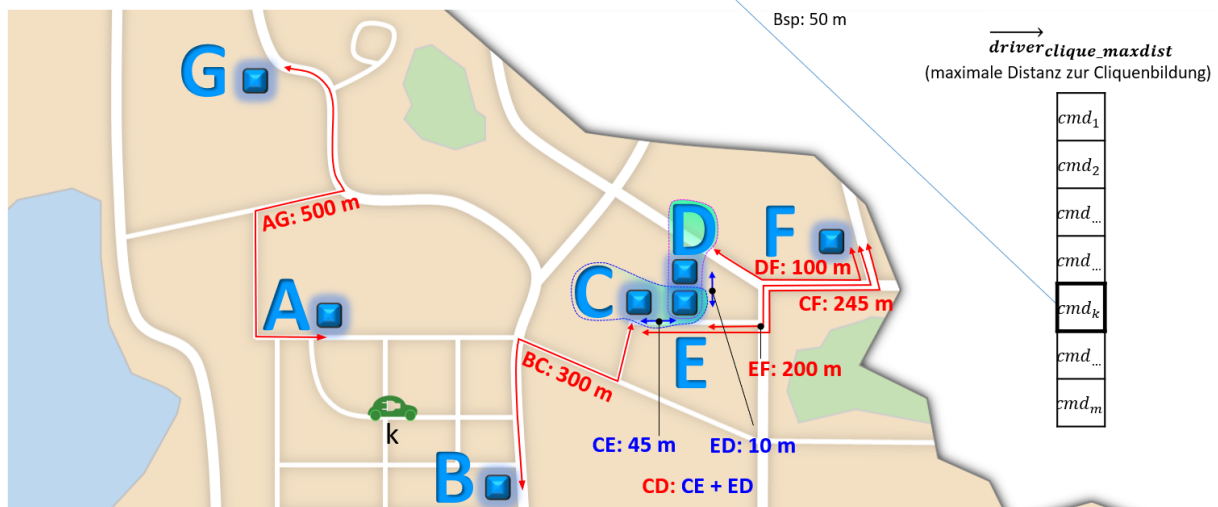 Bsp: 50 m
driver_clique_maxdist
(maximale Distanz zur Cliquenbildung)
cmd_1
cmd_2
cmd_...
cmd_...
cmd_k
cmd_...
cmd_m
G
AG: 500 m
A
D
F
DF: 100 m
C
CF: 245 m
E
BC: 300 m
EF: 200 m
k
CE: 45 m
ED: 10 m
B
CD: CE + ED